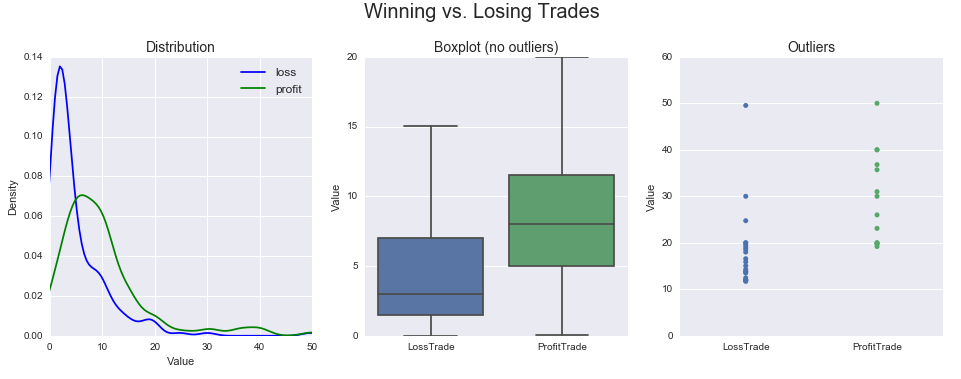 Winning vs. Losing Trades
Distribution
0.14
0.12
0.10
0.08
0.06
0.04
0.02
0.00
Density
0
10
20
30
40
50
Value
loss
profit
Boxplot (no outliers)
20
15
10
5
0
Value
LossTrade
ProfitTrade
Outliers
60
50
40
30
20
10
0
Value
LossTrade
ProfitTrade